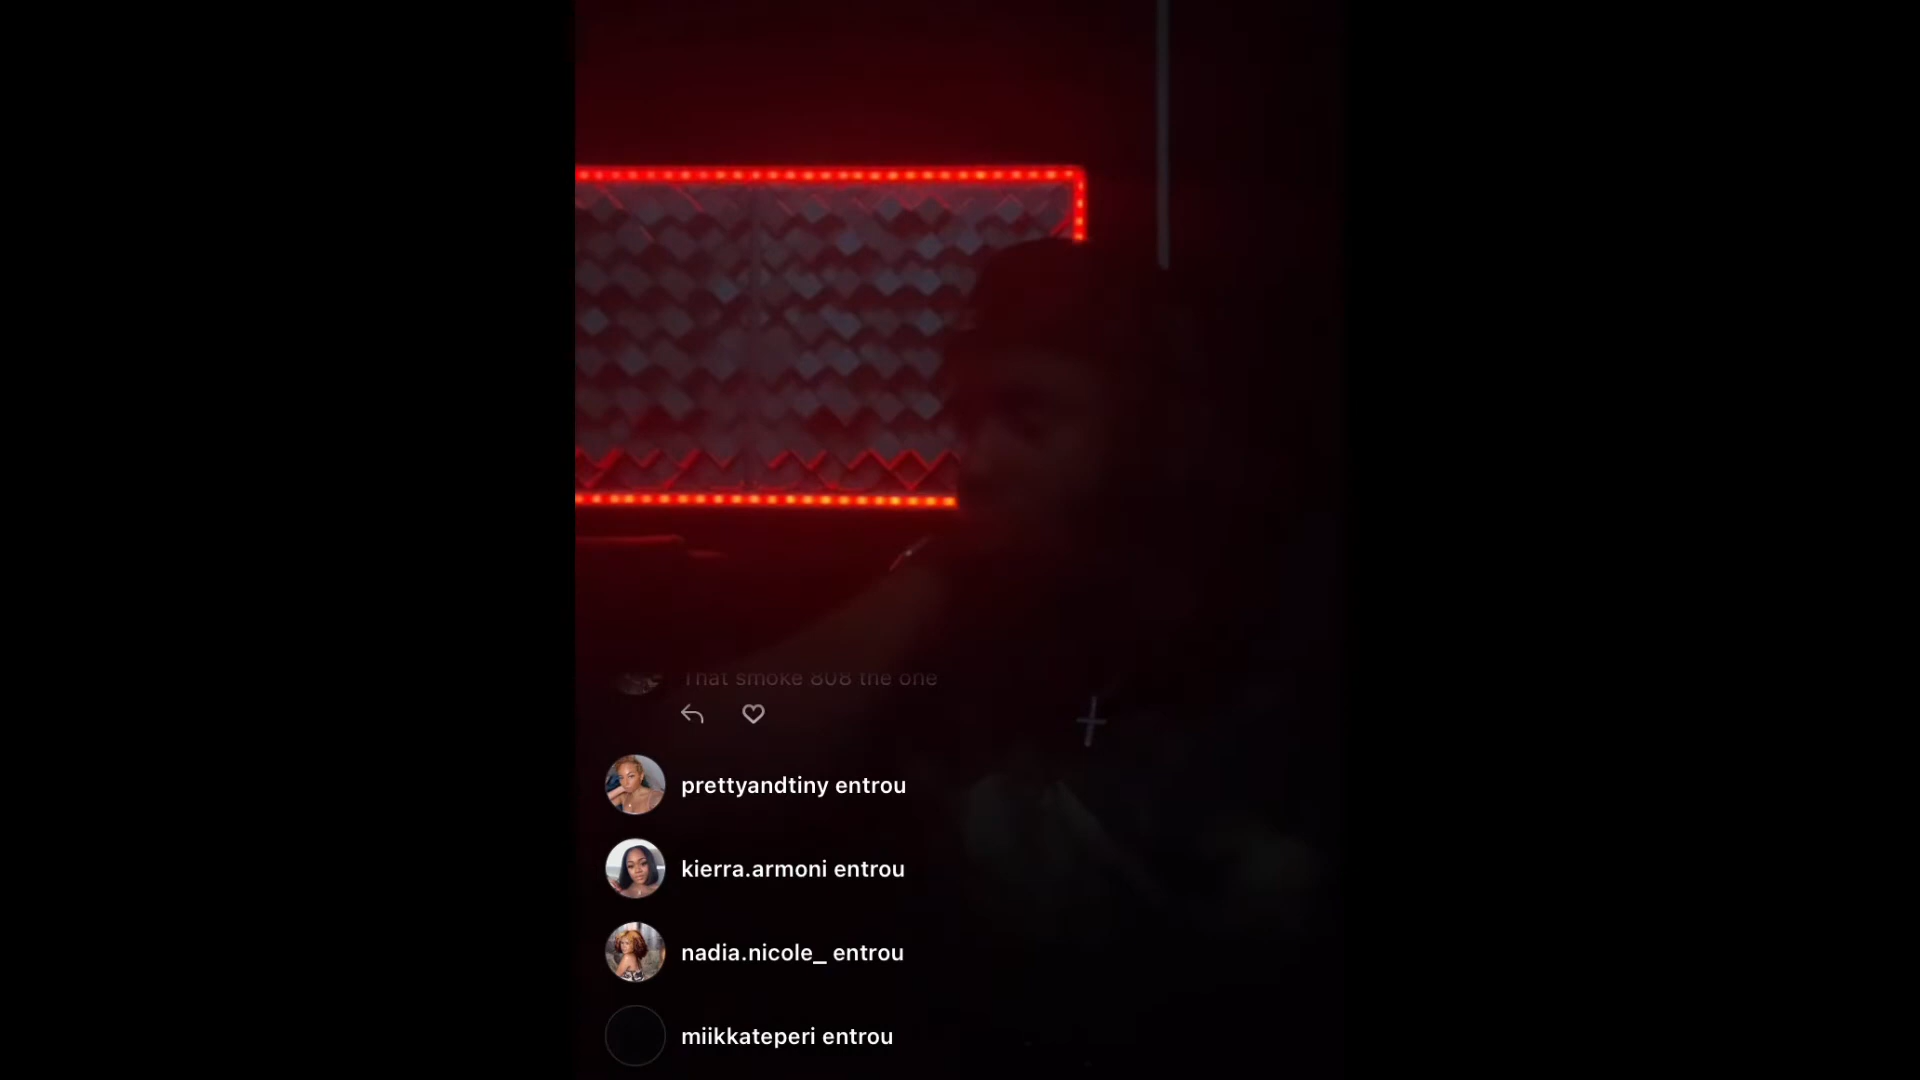 That smoke 808 the one
prettyandtiny entrou
kierra.armoni entrou
nadia.nicole_ entrou
miikkateperi entrou